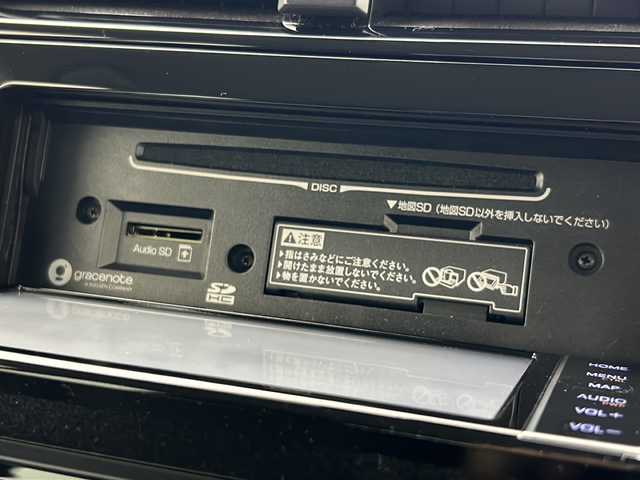 DISC
▼地図SD（地図SD以外を挿入しないでください）
Audio SD
⚠注意
▶指はさみなどにご注意ください。
▶開けたまま放置しないでください。
▶物を置かないでください。
gracenote
SD
HC
HOME
MENU
MAP
AUDIO
PWR
VOL +
VOL −